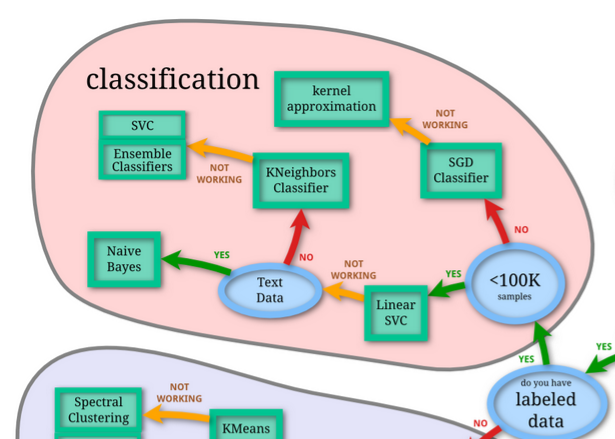 classification
kernel
approximation
NOT
WORKING
SVC
Ensemble
Classifiers
NOT
WORKING
KNeighbors
Classifier
SGD
Classifier
NO
Naive
Bayes
YES
NO
Text
Data
NOT
WORKING
Linear
SVC
YES
<100K
samples
YES
YES
do you have
labeled
data
NO
Spectral
Clustering
NOT
WORKING
KMeans